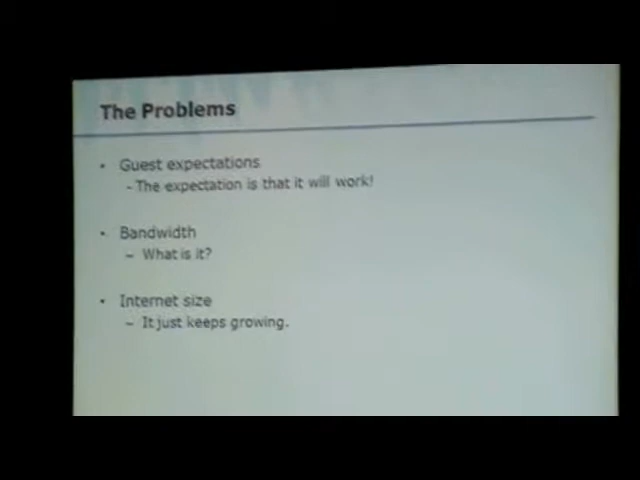 The Problems
• Guest expectations
- The expectation is that it will work!
• Bandwidth
– What is it?
• Internet size
– It just keeps growing.